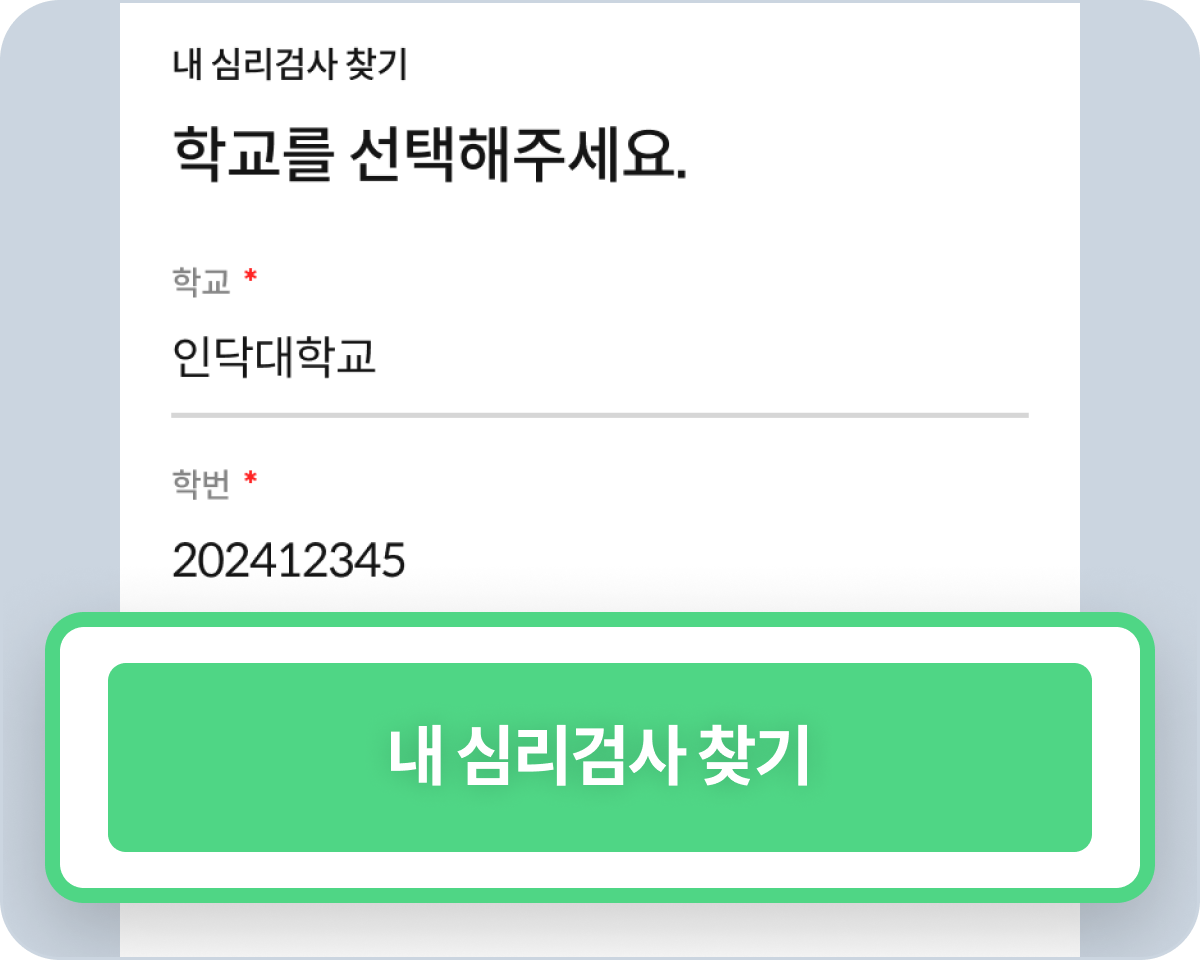 내 심리검사 찾기
학교를 선택해주세요.
학교 *
인닥대학교
학번 *
202412345
내 심리검사 찾기